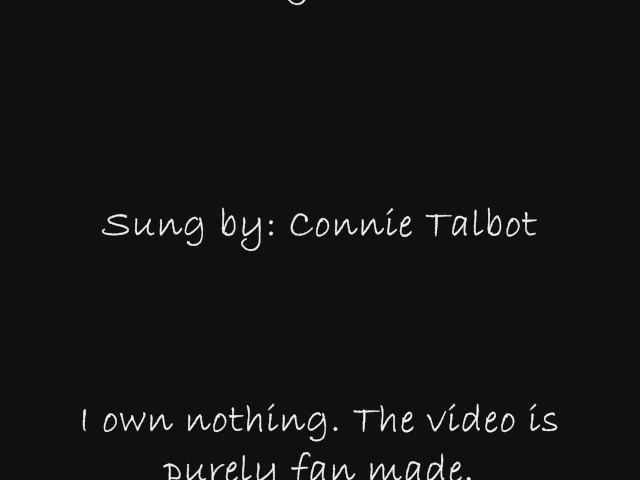 Sung by: Connie Talbot
I own nothing. The video is
purely fan made.